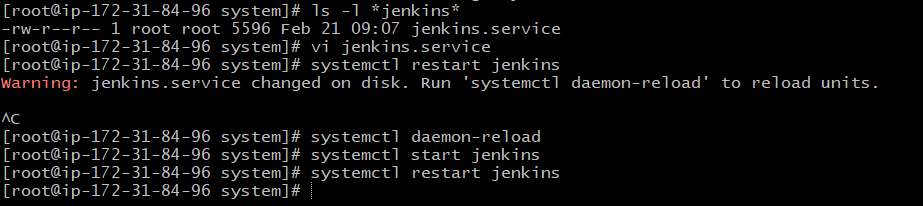 [root@ip-172-31-84-96 system]# ls -l *jenkins*
-rw-r--r-- 1 root root 5596 Feb 21 09:07 jenkins.service
[root@ip-172-31-84-96 system]# vi jenkins.service
[root@ip-172-31-84-96 system]# systemctl restart jenkins
Warning: jenkins.service changed on disk. Run 'systemctl daemon-reload' to reload units.
^C
[root@ip-172-31-84-96 system]# systemctl daemon-reload
[root@ip-172-31-84-96 system]# systemctl start jenkins
[root@ip-172-31-84-96 system]# systemctl restart jenkins
[root@ip-172-31-84-96 system]#